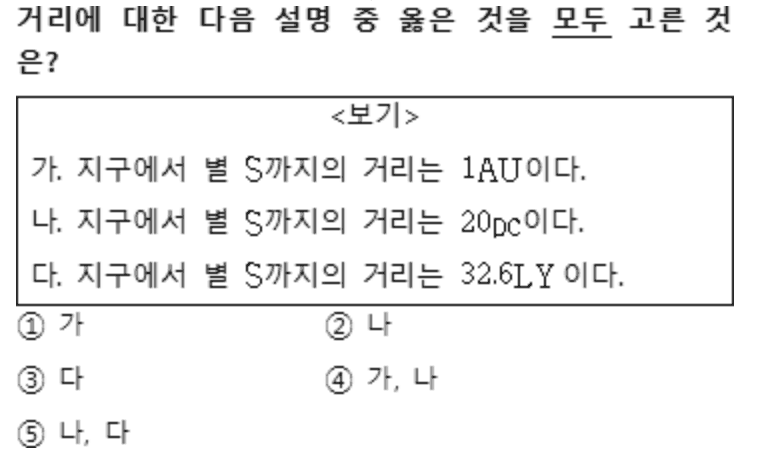 거리에 대한 다음 설명 중 옳은 것을 모두 고른 것
은?
<보기>
가. 지구에서 별 S까지의 거리는 1AU이다.
나. 지구에서 별 S까지의 거리는 20pc이다.
다. 지구에서 별 S까지의 거리는 32.6LY 이다.
① 가 ② 나
③ 다 ④ 가, 나
⑤ 나, 다